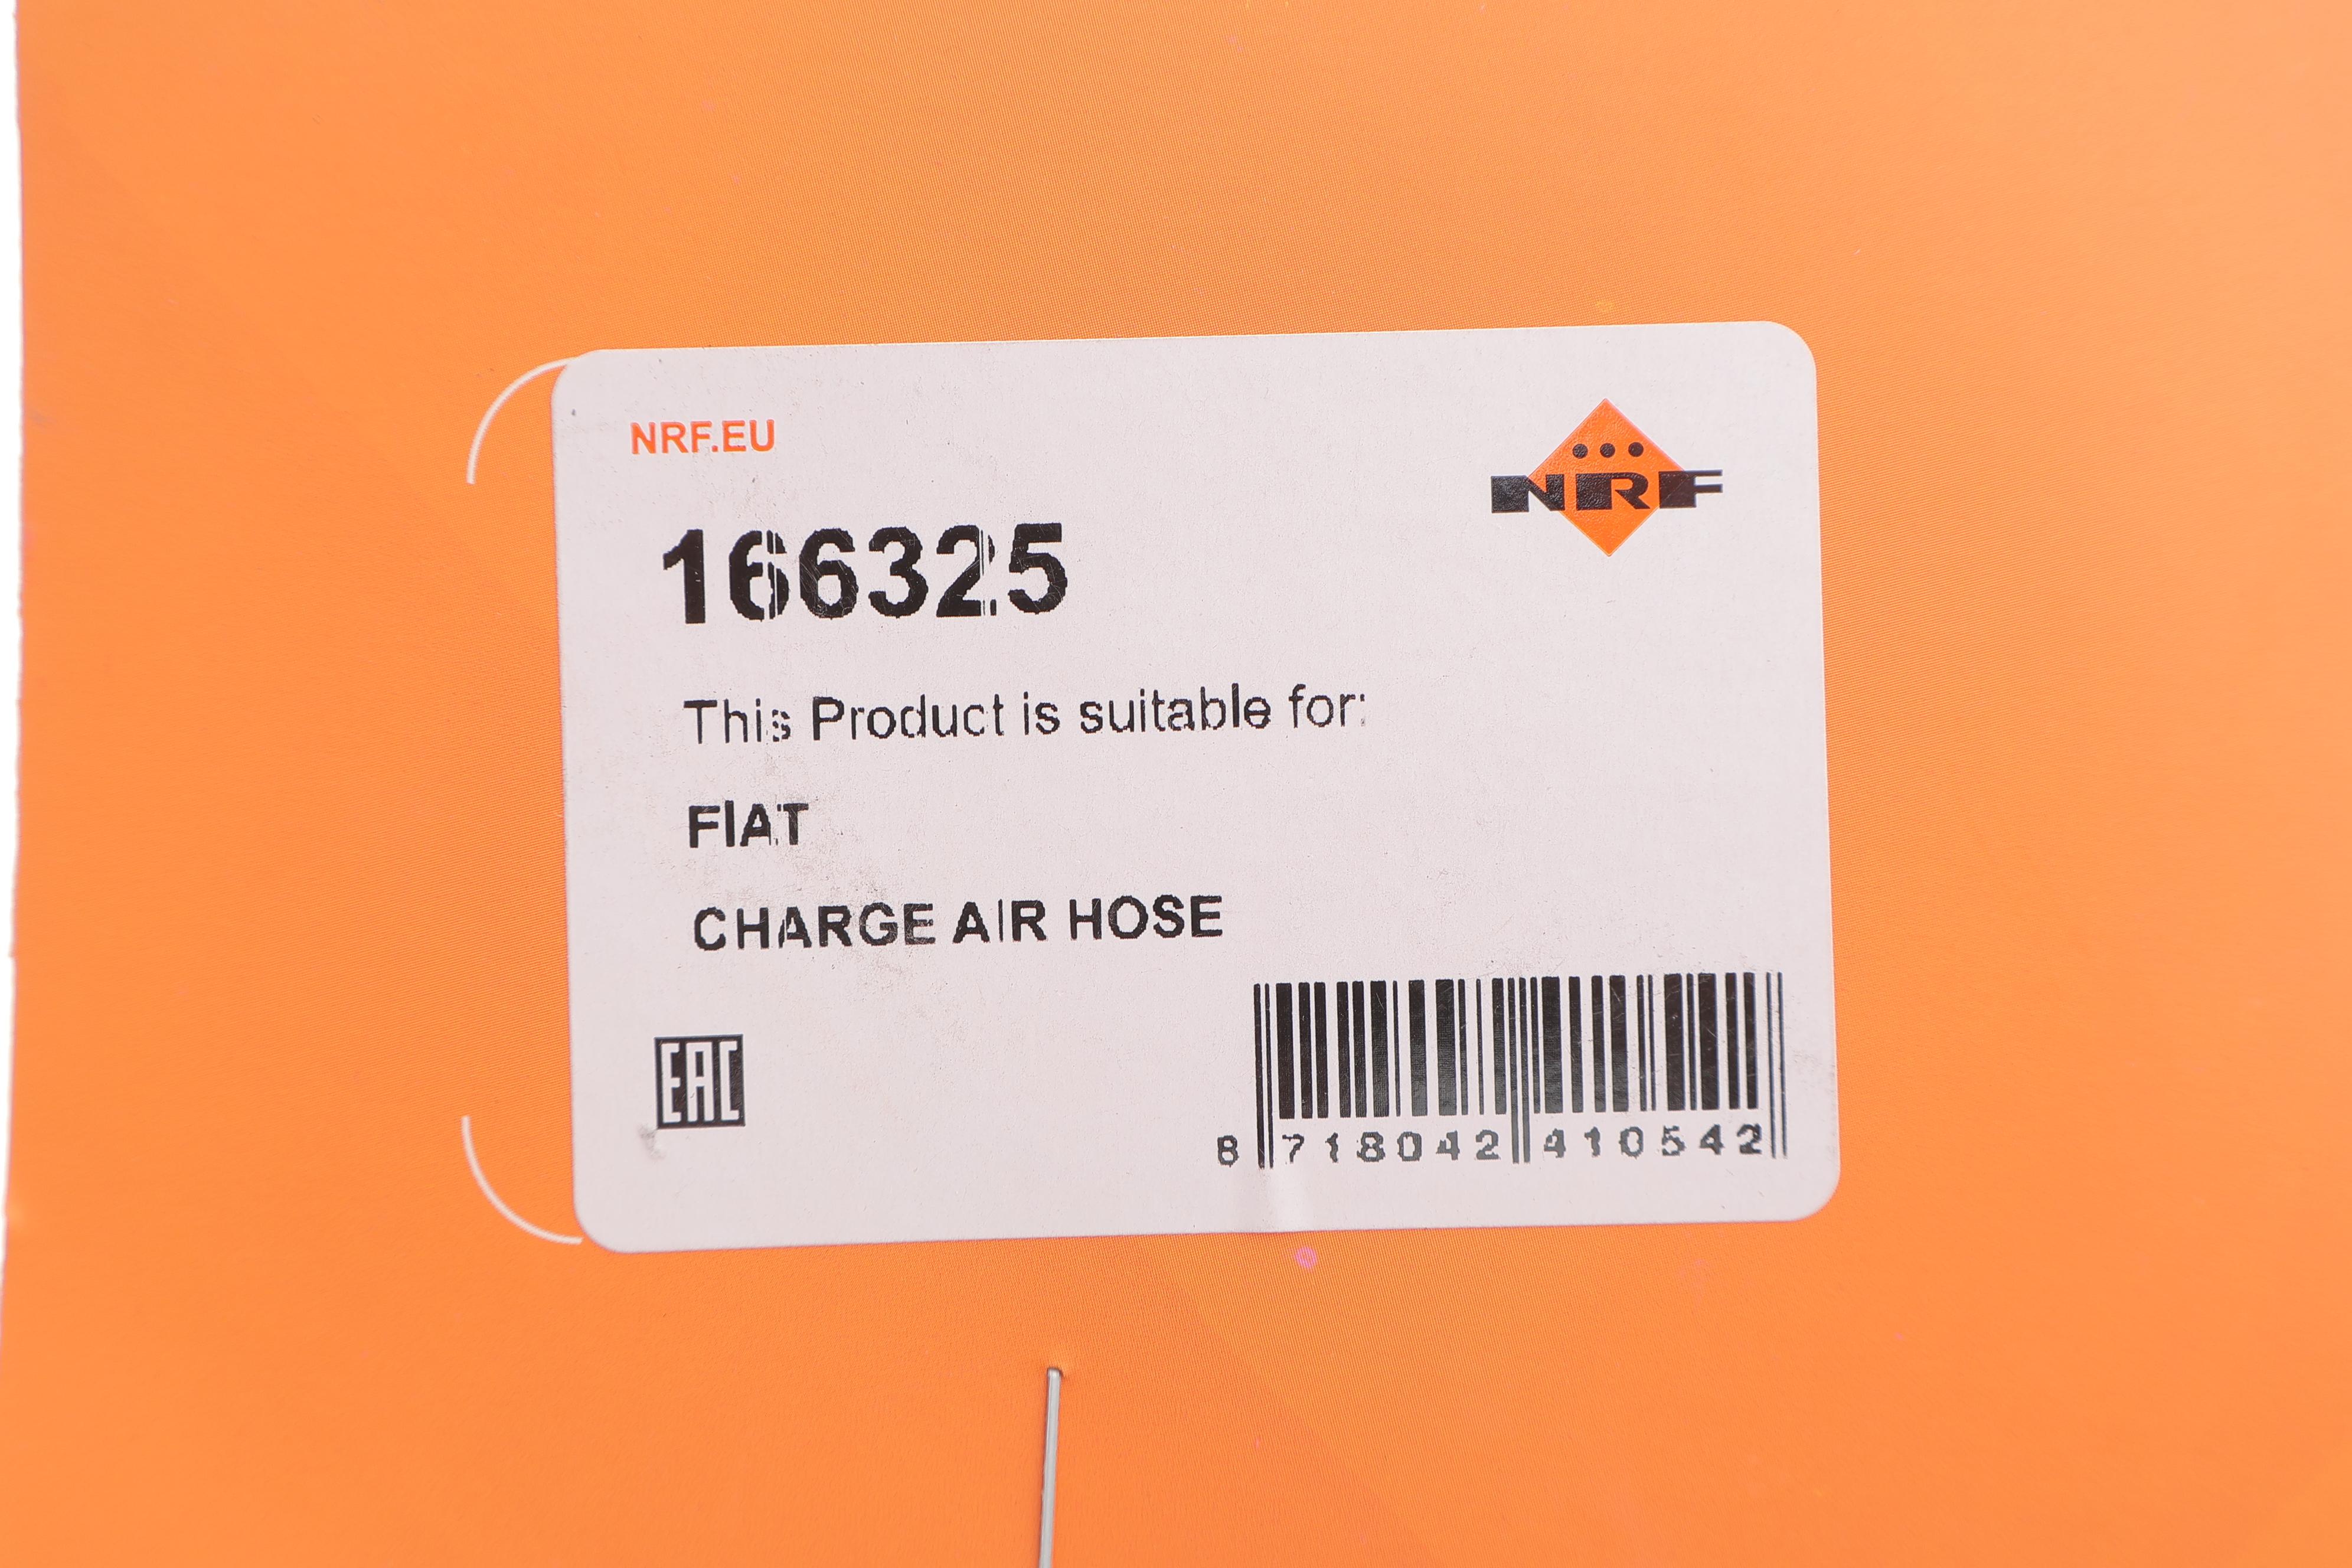 NRF.EU
NRF
166325
This Product is suitable for:
FIAT
CHARGE AIR HOSE
EAC
8 718042 410542